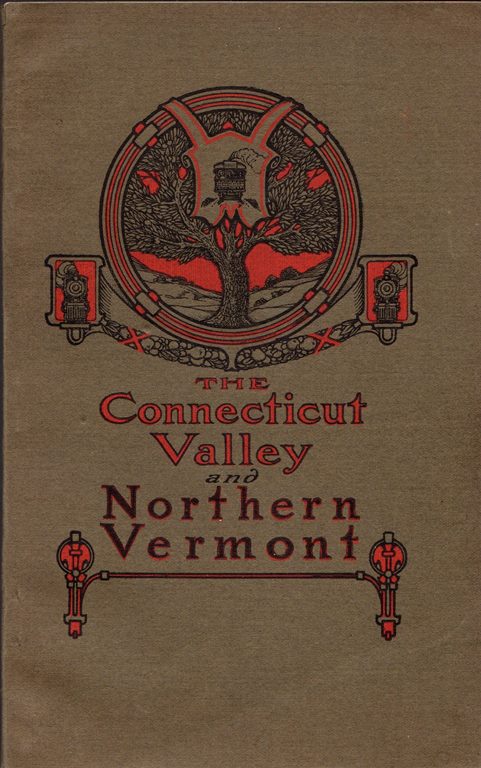 THE
Connecticut
Valley
and
Northern
Vermont